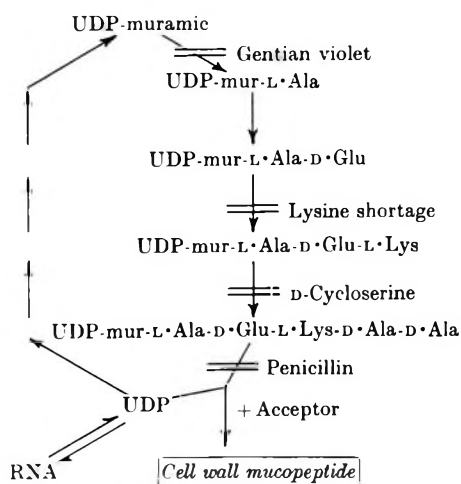 UDP-muramic
Gentian violet
UDP-mur-L·Ala
UDP-mur-L·Ala-D·Glu
Lysine shortage
UDP-mur-L·Ala-D·Glu-L·Lys
D-Cycloserine
UDP-mur-L·Ala-D·Glu-L·Lys-D·Ala-D·Ala
Penicillin
UDP
+ Acceptor
RNA
Cell wall mucopeptide